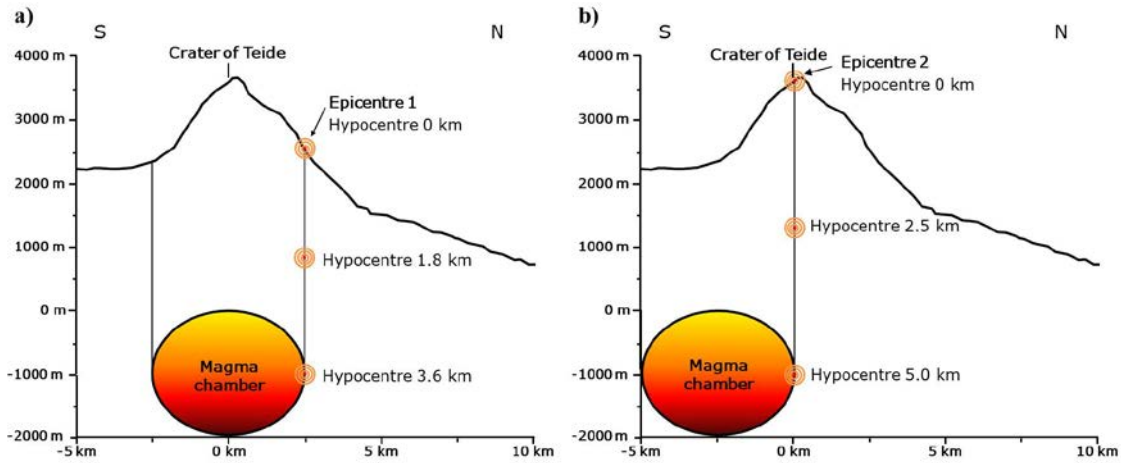 a)
S
N
Crater of Teide
4000 m
3000 m
2000 m
1000 m
0 m
-1000 m
-2000 m
Epicentre 1
Hypocentre 0 km
Hypocentre 1.8 km
Hypocentre 3.6 km
Magma
chamber
-5 km
0 km
5 km
10 km
b)
S
N
Crater of Teide
4000 m
3000 m
2000 m
1000 m
0 m
-1000 m
-2000 m
Epicentre 2
Hypocentre 0 km
Hypocentre 2.5 km
Hypocentre 5.0 km
Magma
chamber
-5 km
0 km
5 km
10 km